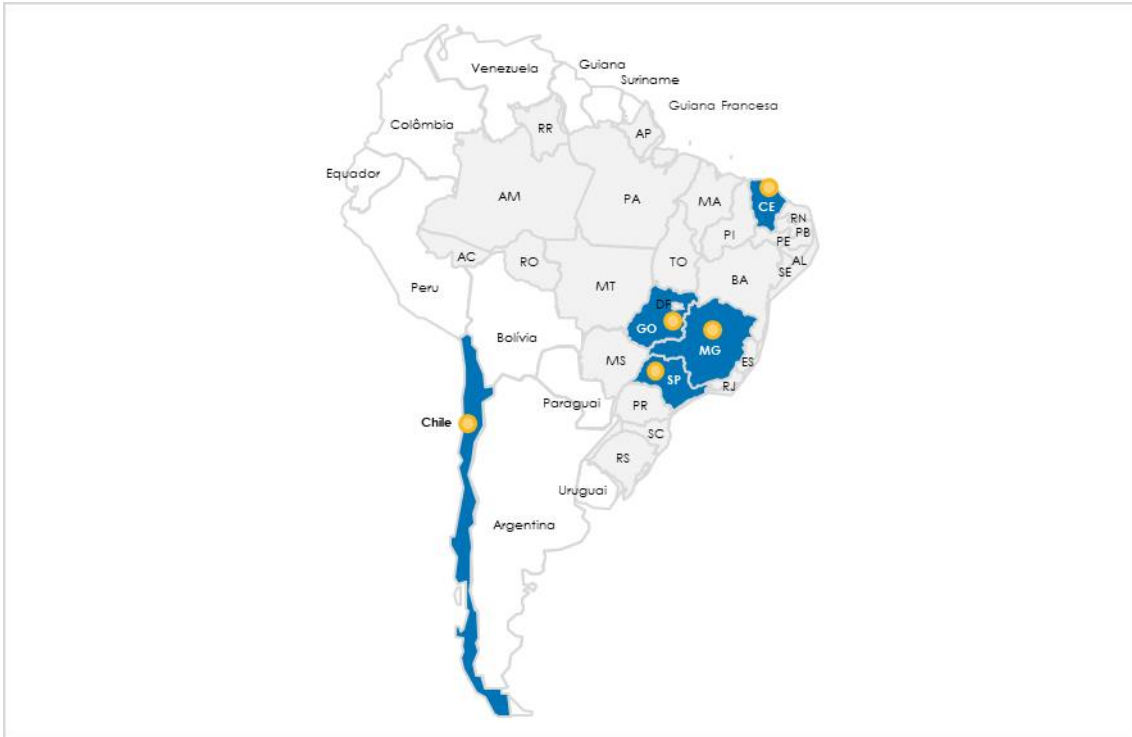 Venezuela
Guiana
Suriname
Guiana Francesa
Colômbia
RR
AP
Equador
AM
PA
MA
CE
RN
PB
PI
PE
AL
SE
AC
RO
TO
BA
Peru
MT
DF
GO
Bolívia
MG
MS
ES
SP
RJ
Paraguai
PR
Chile
SC
RS
Uruguai
Argentina